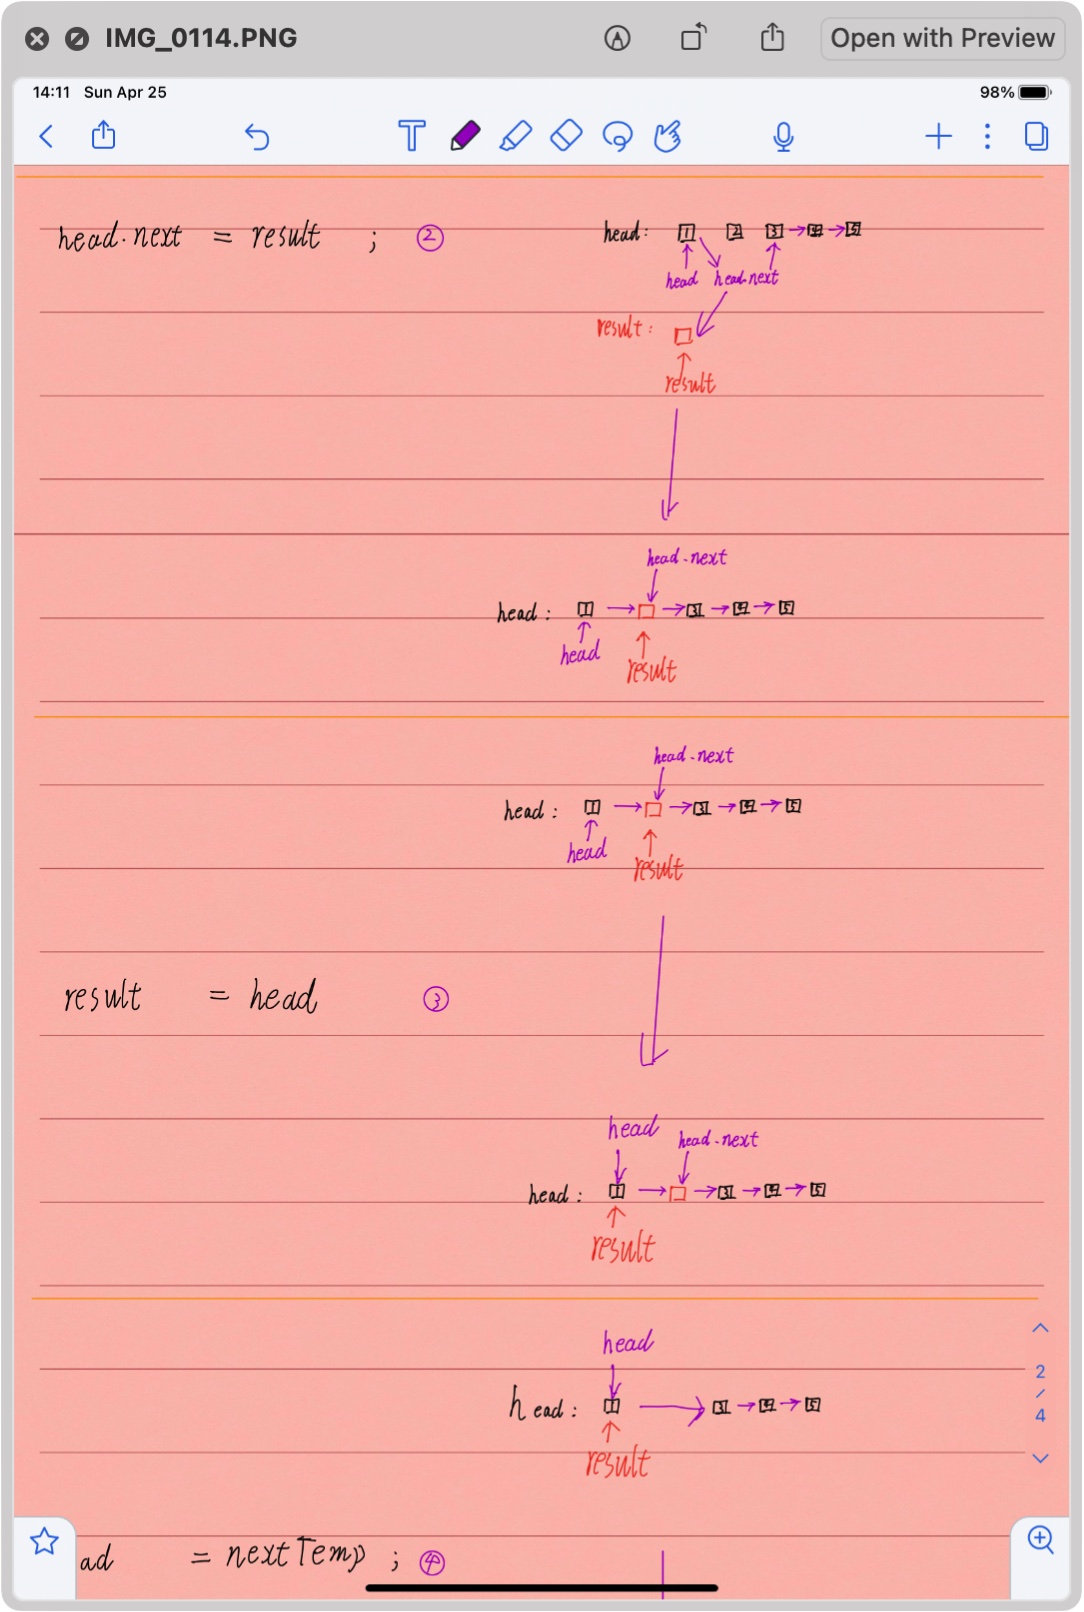 IMG_0114.PNG
Open with Preview
14:11 Sun Apr 25
98%
T
head.next = result ; ②
head: 1 2 3 → 4 → 5
head head.next
result:
result
head.next
head: 1 → → 3 → 4 → 5
head
result
head.next
head: 1 → → 3 → 4 → 5
head
result
result = head ③
head
head.next
head: 1 → → 3 → 4 → 5
result
head
head: 1 → 3 → 4 → 5
result
2
/
4
ad = nextTemp ; ④